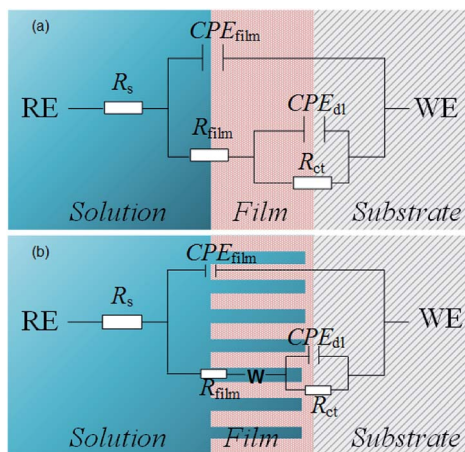 (a)
CPEfilm
Rs
RE
CPEdl
WE
Rfilm
Rct
Solution Film Substrate
(b)
CPEfilm
Rs
RE
WE
CPEdl
W
Rfilm
Rct
Solution Film Substrate